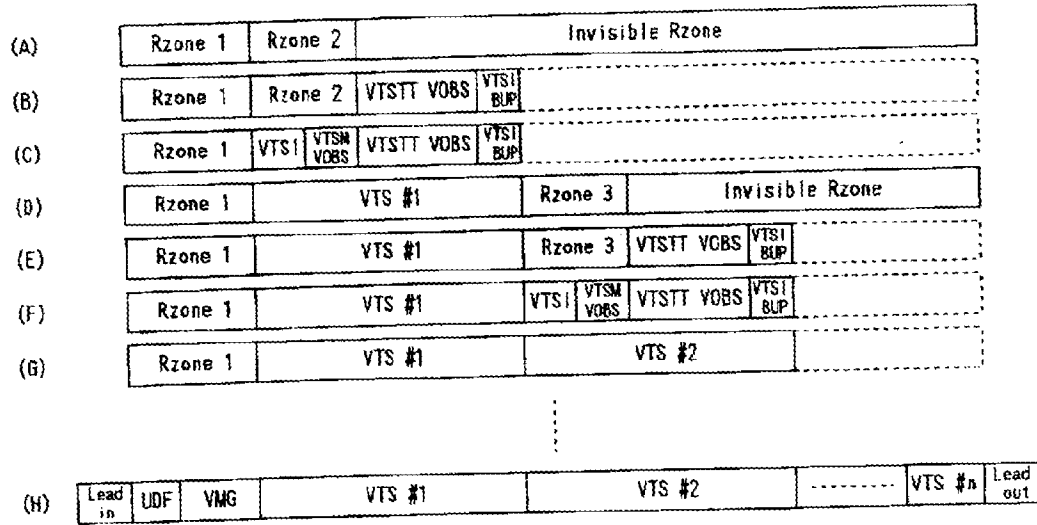 (A) Rzone 1 Rzone 2 Invisible Rzone
(B) Rzone 1 Rzone 2 VTSTT VOBS VTSI BUP
(C) Rzone 1 VTSI VTSM VOBS VTSTT VOBS VTSI BUP
(D) Rzone 1 VTS #1 Rzone 3 Invisible Rzone
(E) Rzone 1 VTS #1 Rzone 3 VTSTT VOBS VTSI BUP
(F) Rzone 1 VTS #1 VTSI VTSM VOBS VTSTT VOBS VTSI BUP
(G) Rzone 1 VTS #1 VTS #2
(H) Lead in UDF VMG VTS #1 VTS #2 VTS #n Lead out